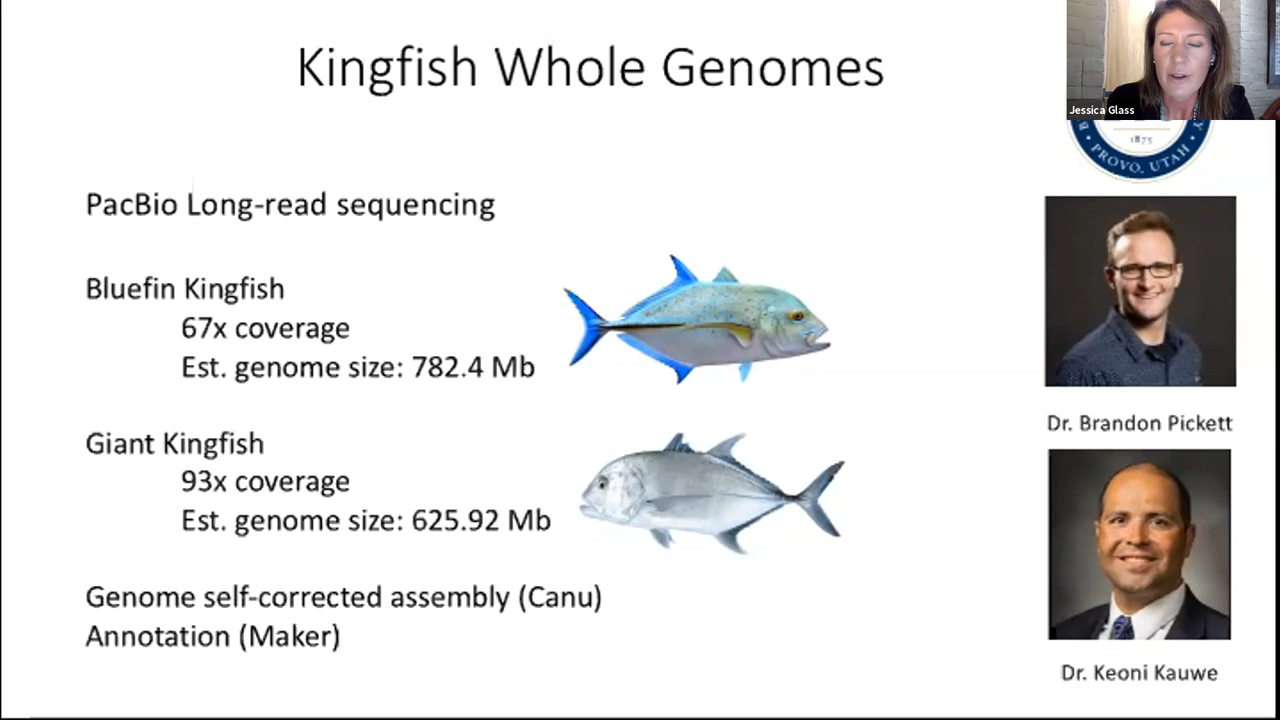 Kingfish Whole Genomes
Jessica Glass
1875
PROVO, UTAH
PacBio Long-read sequencing
Bluefin Kingfish
67x coverage
Est. genome size: 782.4 Mb
Dr. Brandon Pickett
Giant Kingfish
93x coverage
Est. genome size: 625.92 Mb
Genome self-corrected assembly (Canu)
Annotation (Maker)
Dr. Keoni Kauwe